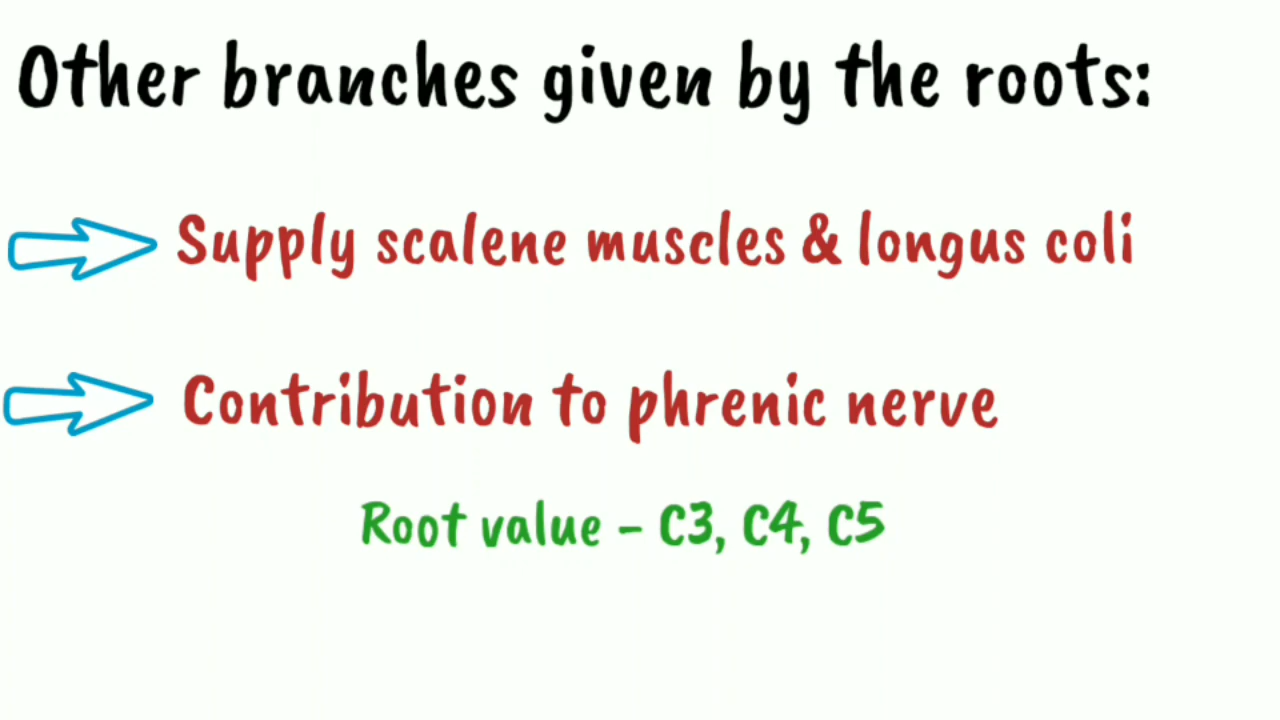 Other branches given by the roots:
Supply scalene muscles & longus coli
Contribution to phrenic nerve
Root value - C3, C4, C5